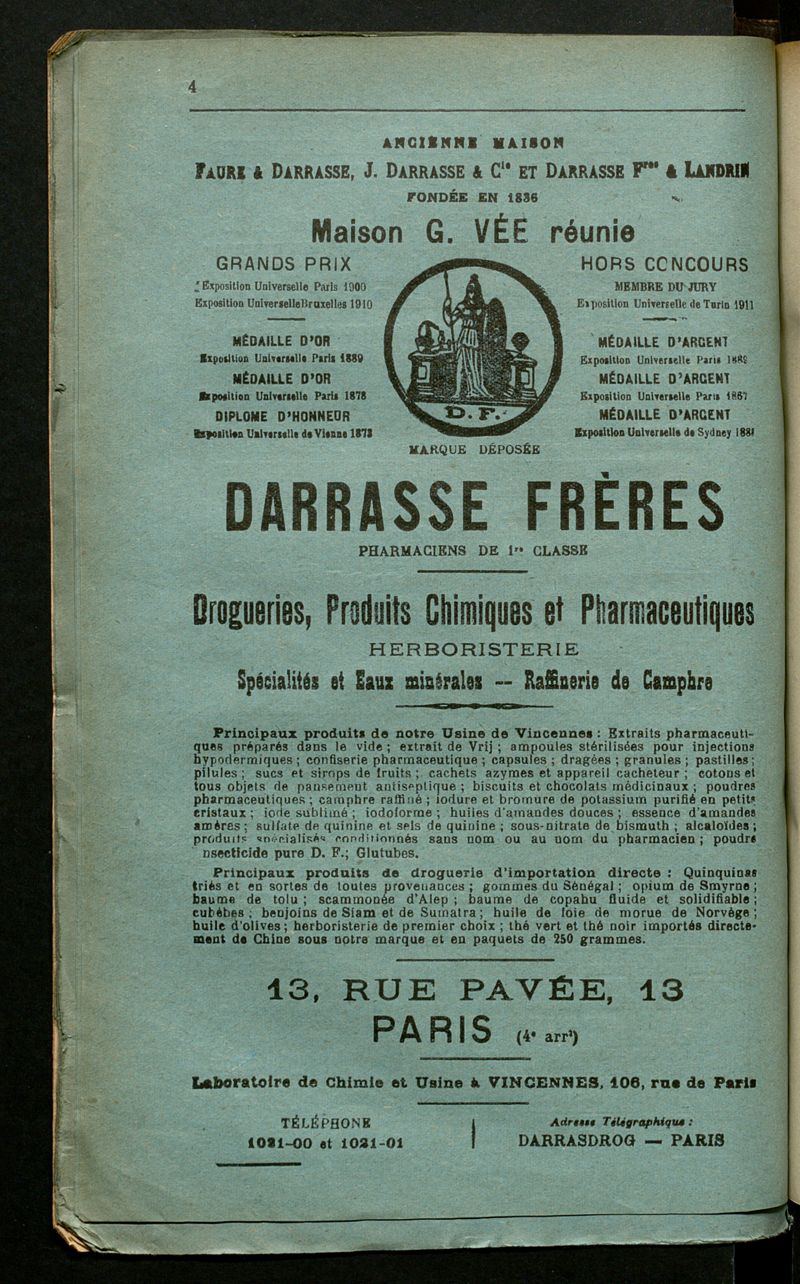 4
ANCIENNE MAISON
FAURE & DARRASSE, J. DARRASSE & Cie ET DARRASSE Fres & LANDRIN
FONDÉE EN 1836
Maison G. VÉE réunie
GRANDS PRIX
Exposition Universelle Paris 1900
Exposition Universelle Bruxelles 1910
MÉDAILLE D'OR
Exposition Universelle Paris 1889
MÉDAILLE D'OR
Exposition Universelle Paris 1878
DIPLOME D'HONNEUR
Exposition Universelle de Vienne 1873
HORS CONCOURS
MEMBRE DU JURY
Exposition Universelle de Turin 1911
MÉDAILLE D'ARGENT
Exposition Universelle Paris 1889
MÉDAILLE D'ARGENT
Exposition Universelle Paris 1867
MÉDAILLE D'ARGENT
Exposition Universelle de Sydney 1881
D. F.
MARQUE DÉPOSÉE
DARRASSE FRÈRES
PHARMACIENS DE 1re CLASSE
Drogueries, Produits Chimiques et Pharmaceutiques
HERBORISTERIE
Spécialités et Eaux minérales — Raffinerie de Camphre
Principaux produits de notre Usine de Vincennes : Extraits pharmaceuti-
ques préparés dans le vide ; extrait de Vrij ; ampoules stérilisées pour injections
hypodermiques ; confiserie pharmaceutique ; capsules ; dragées ; granules ; pastilles ;
pilules ; sucs et sirops de fruits ; cachets azymes et appareil cacheteur ; cotons et
tous objets de pansement antiseptique ; biscuits et chocolats médicinaux ; poudres
pharmaceutiques ; camphre raffiné ; iodure et bromure de potassium purifié en petits
cristaux ; iode sublimé ; iodoforme ; huiles d'amandes douces ; essence d'amandes
amères ; sulfate de quinine et sels de quinine ; sous-nitrate de bismuth ; alcaloïdes ;
produits spécialisés conditionnés sans nom ou au nom du pharmacien ; poudre
nsecticide pure D. F.; Glutubes.
Principaux produits de droguerie d'importation directe : Quinquinas
triés et en sortes de toutes provenances ; gommes du Sénégal ; opium de Smyrne ;
baume de tolu ; scammonée d'Alep ; baume de copahu fluide et solidifiable ;
cubèbes ; benjoins de Siam et de Sumatra ; huile de foie de morue de Norvège ;
huile d'olives ; herboristerie de premier choix ; thé vert et thé noir importés directe-
ment de Chine sous notre marque et en paquets de 250 grammes.
13, RUE PAVÉE, 13
PARIS (4e arrt)
Laboratoire de Chimie et Usine à VINCENNES, 106, rue de Paris
TÉLÉPHONE
1021-00 et 1021-01
Adresse Télégraphique :
DARRASDROG — PARIS